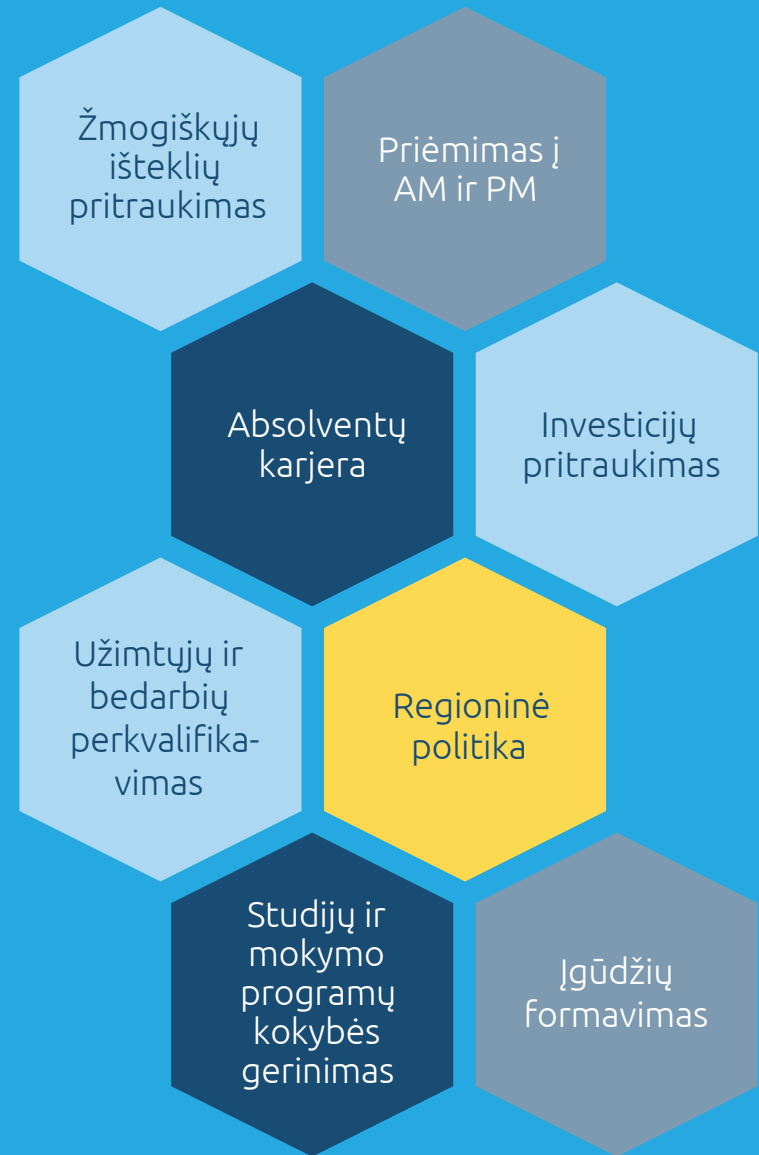 Žmogiškųjų
išteklių
pritraukimas
Priėmimas į
AM ir PM
Absolventų
karjera
Investicijų
pritraukimas
Užimtųjų ir
bedarbių
perkvalifika-
vimas
Regioninė
politika
Studijų ir
mokymo
programų
kokybės
gerinimas
Įgūdžių
formavimas